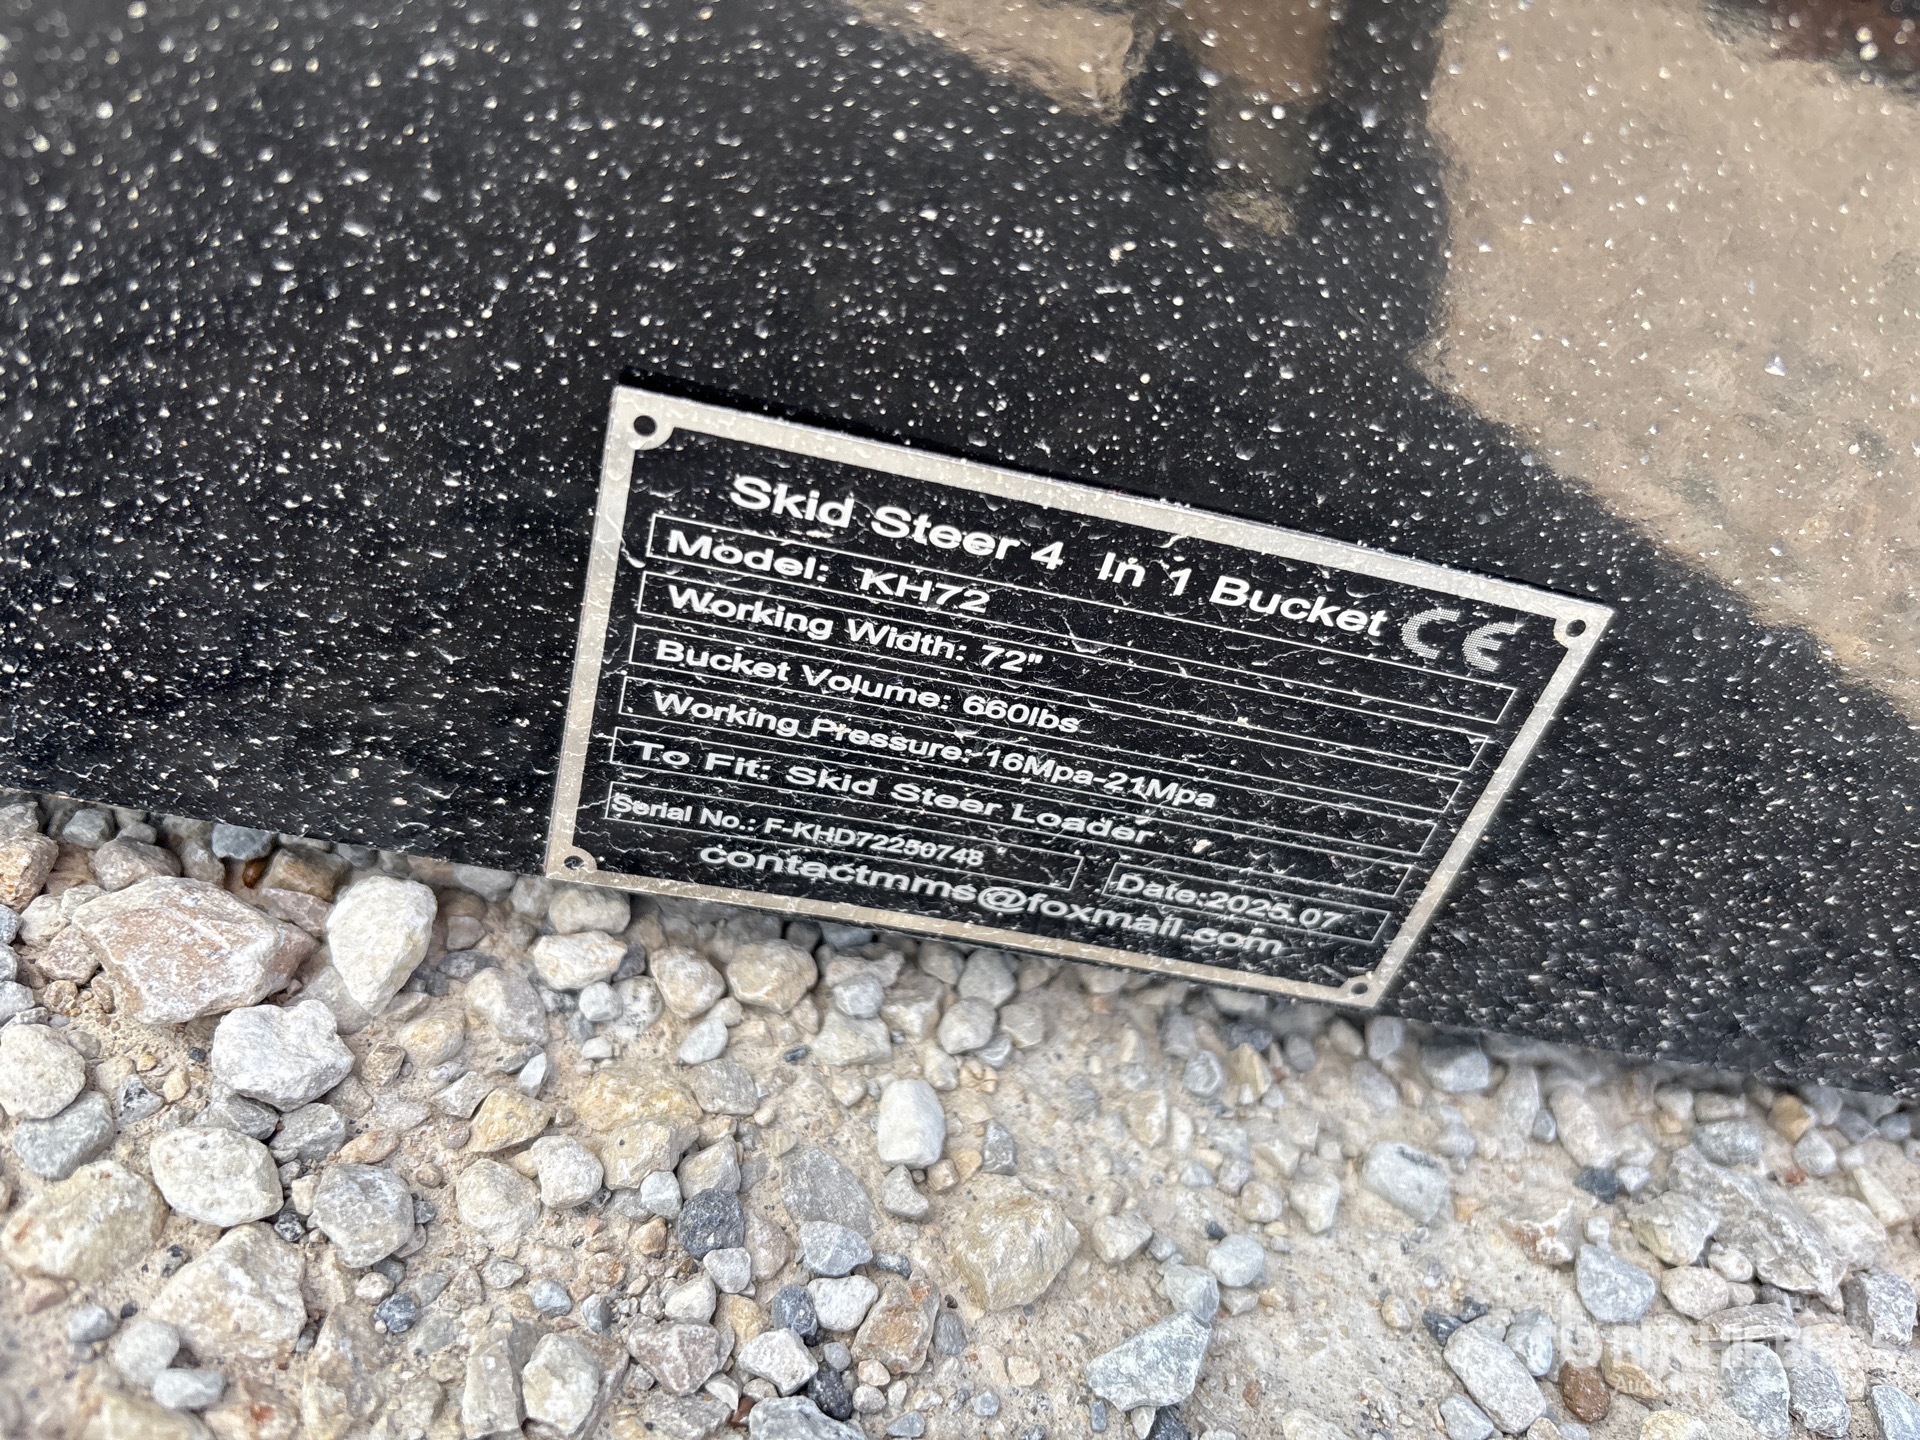 Skid Steer 4 In 1 Bucket CE
Model: KH72
Working Width: 72"
Bucket Volume: 660lbs
Working Pressure: 16Mpa-21Mpa
To Fit: Skid Steer Loader
Serial No.: F-KHD72250748
Date:2025.07
contactmms@foxmail.com